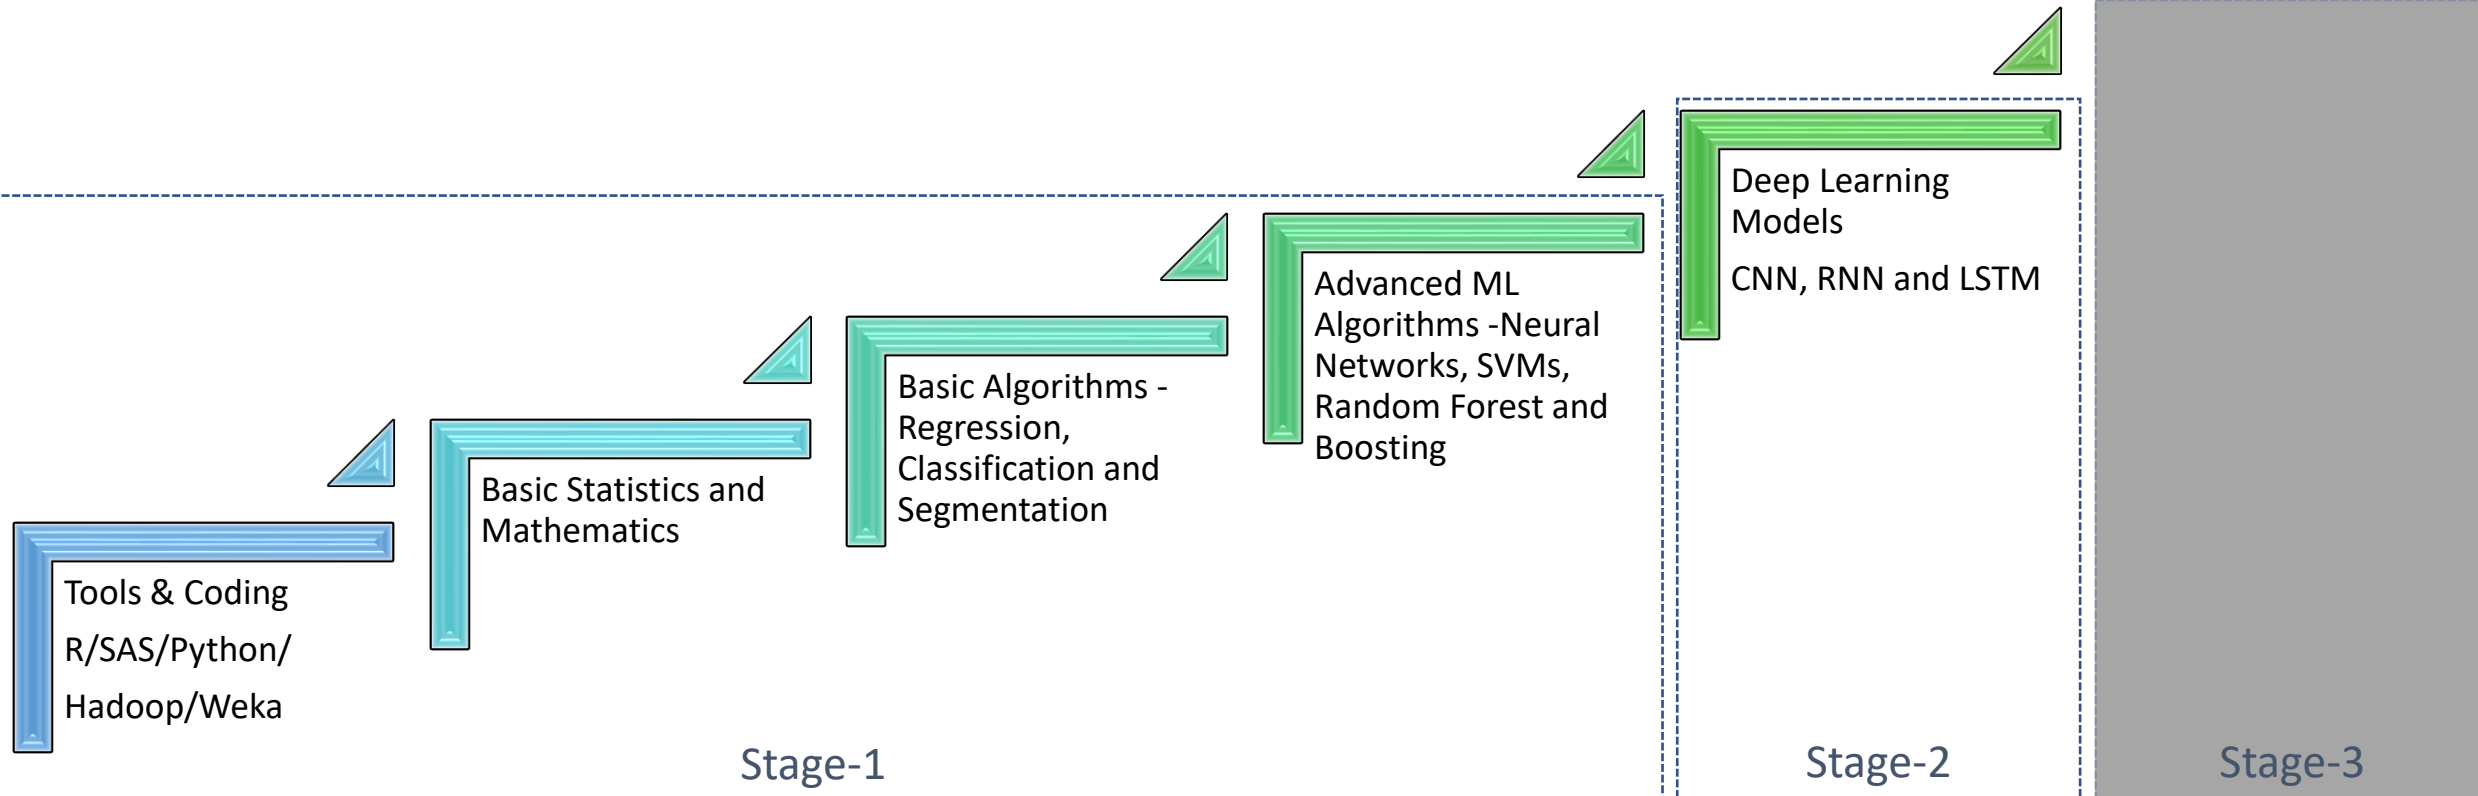 Tools & Coding
R/SAS/Python/
Hadoop/Weka
Basic Statistics and
Mathematics
Basic Algorithms -
Regression,
Classification and
Segmentation
Advanced ML
Algorithms -Neural
Networks, SVMs,
Random Forest and
Boosting
Deep Learning
Models
CNN, RNN and LSTM
Stage-1
Stage-2
Stage-3